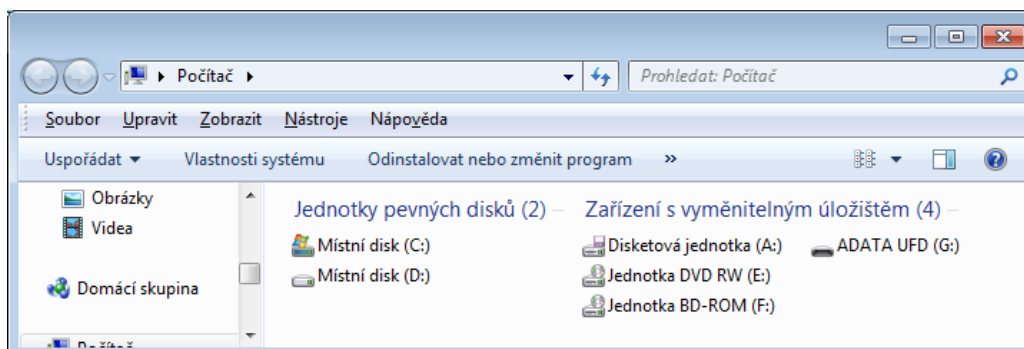 Počítač
Prohledat: Počítač
Soubor Upravit Zobrazit Nástroje Nápověda
Uspořádat Vlastnosti systému Odinstalovat nebo změnit program »
Obrázky
Videa
Domácí skupina
Počítač
Jednotky pevných disků (2)
Místní disk (C:)
Místní disk (D:)
Zařízení s vyměnitelným úložištěm (4)
Disketová jednotka (A:)
Jednotka DVD RW (E:)
Jednotka BD-ROM (F:)
ADATA UFD (G:)